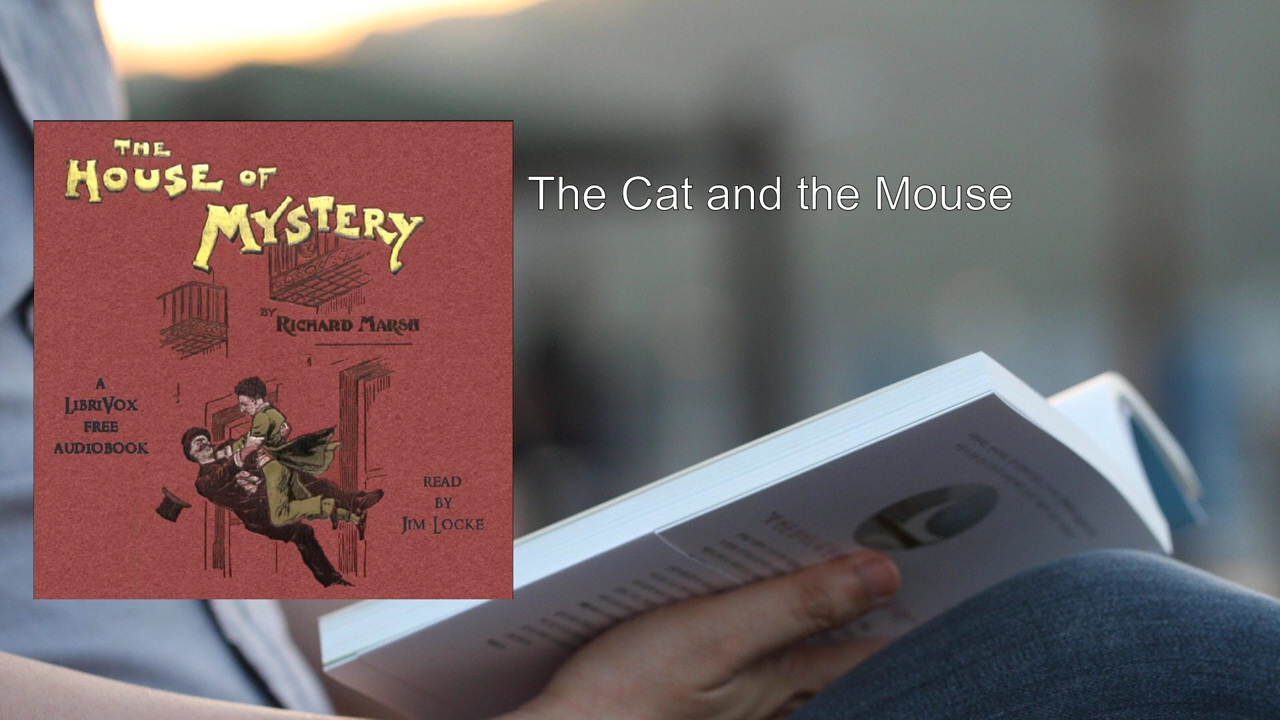 THE
HOUSE OF
MYSTERY
BY RICHARD MARSH
A
LIBRIVOX
FREE
AUDIOBOOK
READ
BY
JIM LOCKE
The Cat and the Mouse